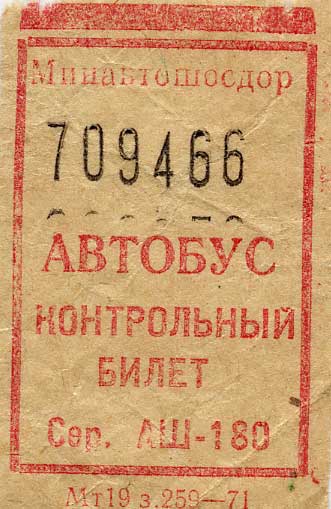 Минавтошосдор
709466
АВТОБУС
КОНТРОЛЬНЫЙ
БИЛЕТ
Сер. АШ-180
Мт19 з.259—71